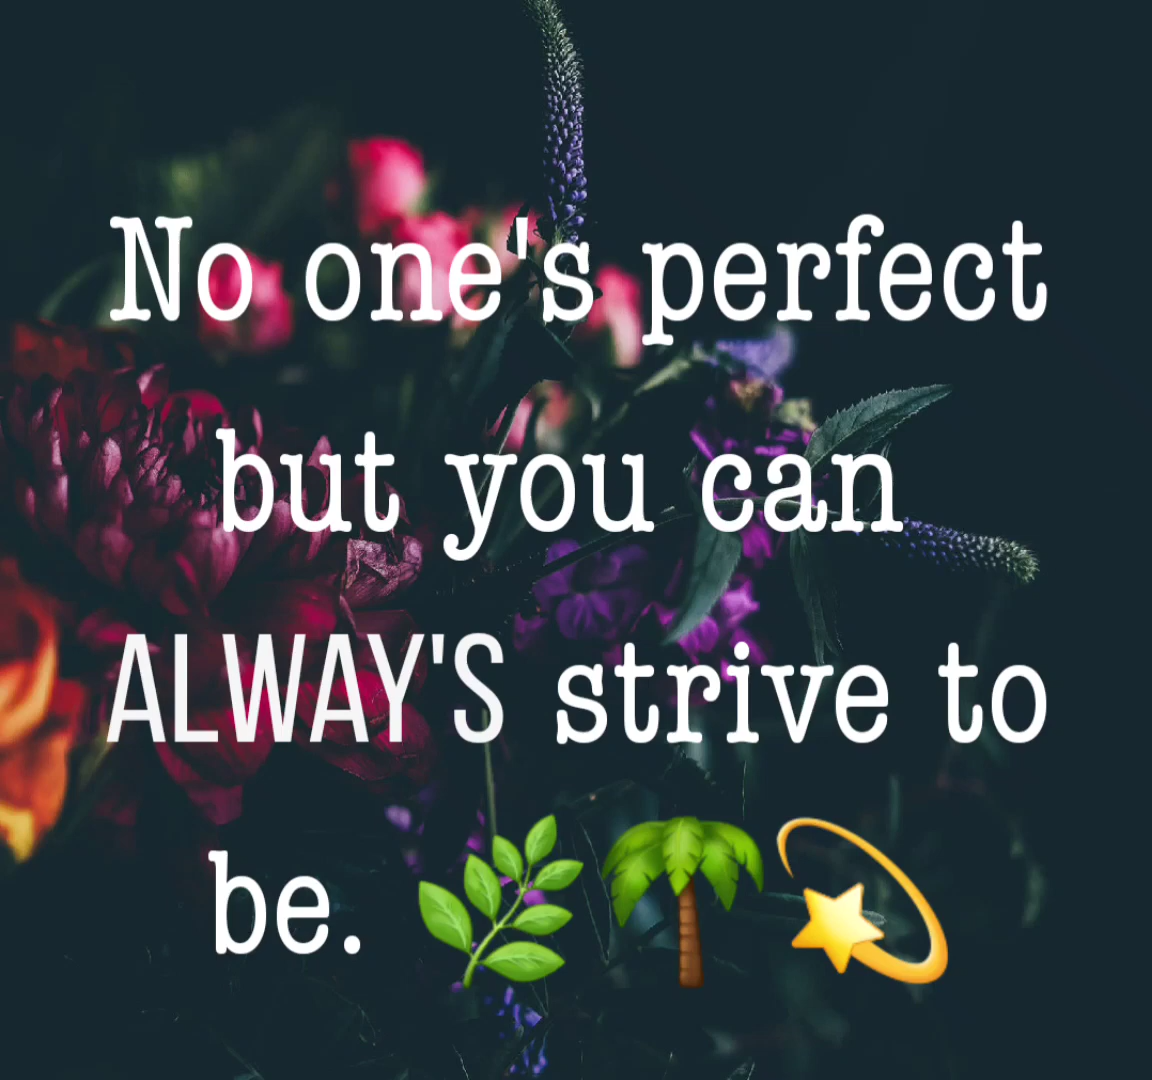 No one's perfect
but you can
ALWAY'S strive to
be. 🌿🌴💫